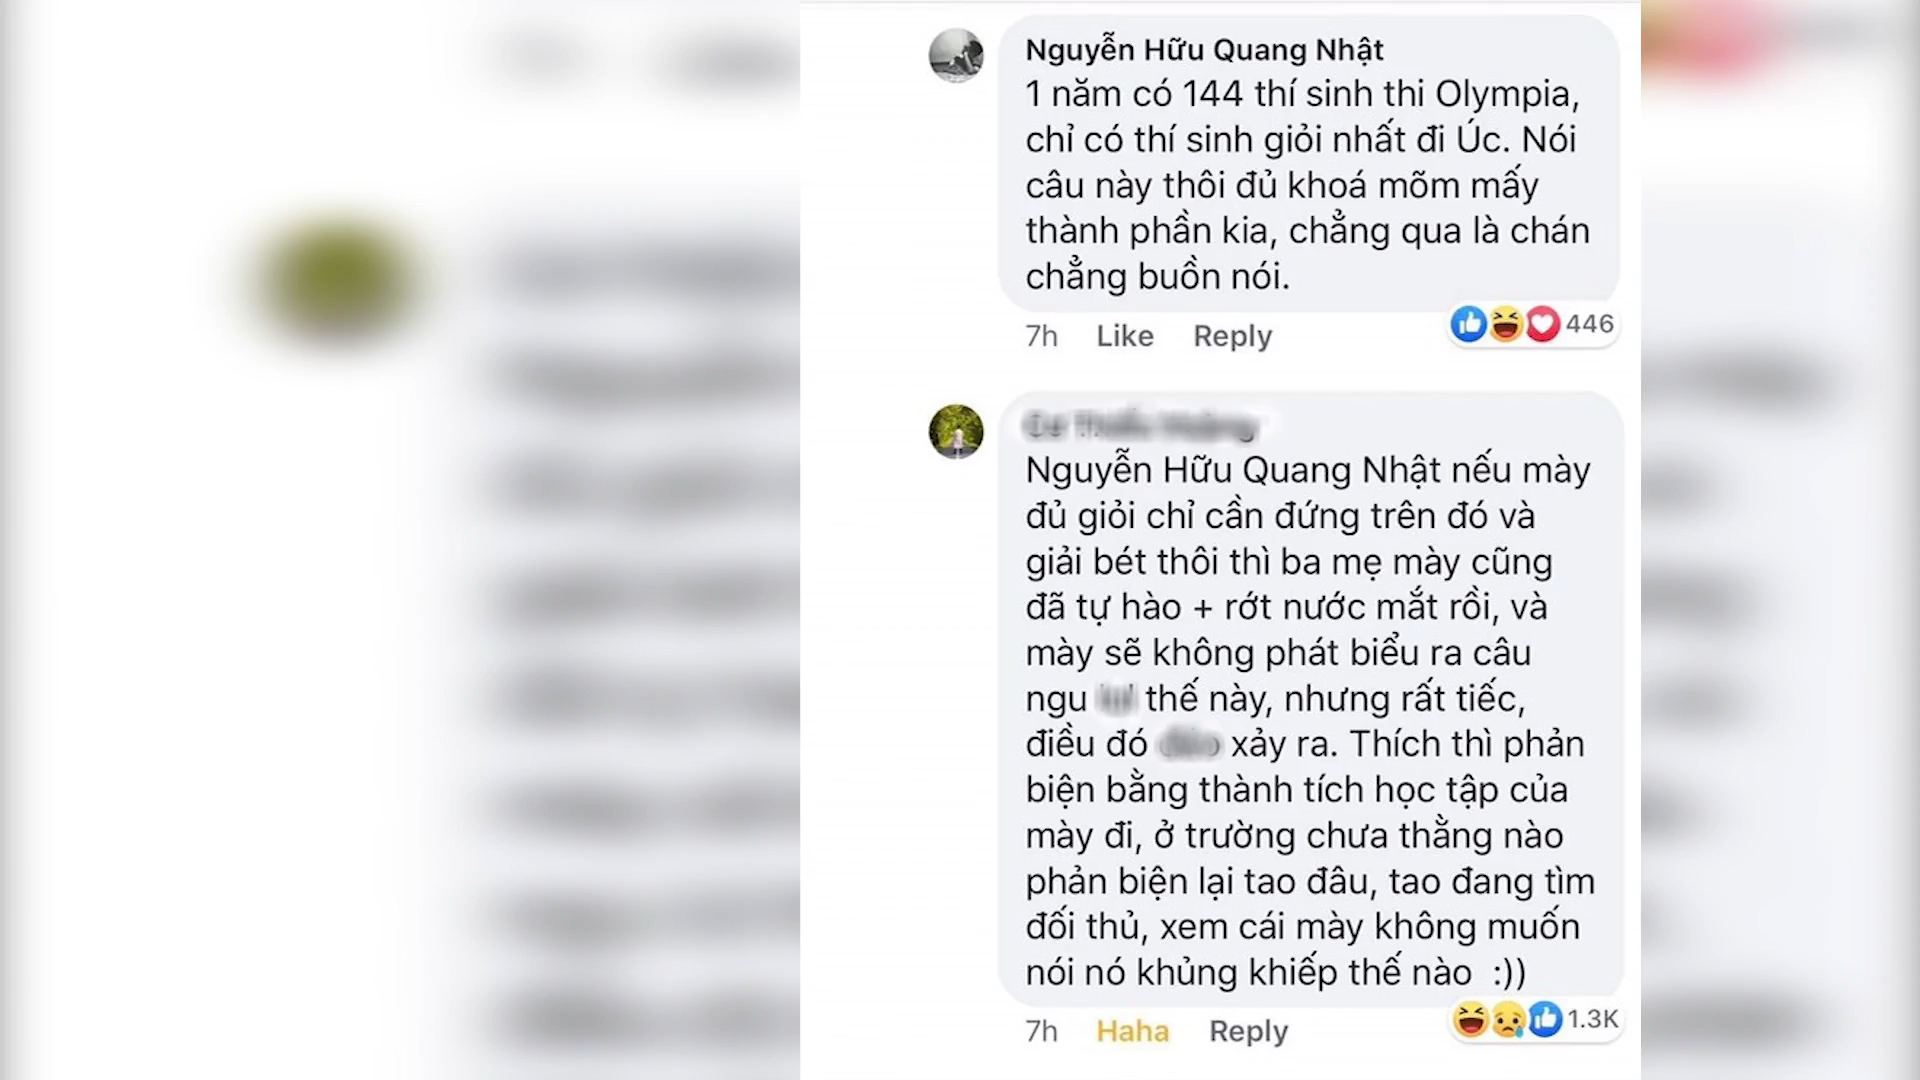 Nguyễn Hữu Quang Nhật
1 năm có 144 thí sinh thi Olympia,
chỉ có thí sinh giỏi nhất đi Úc. Nói
câu này thôi đủ khoá mõm mấy
thành phần kia, chẳng qua là chán
chẳng buồn nói.
7h Like Reply 446
Nguyễn Hữu Quang Nhật nếu mày
đủ giỏi chỉ cần đứng trên đó và
giải bét thôi thì ba mẹ mày cũng
đã tự hào + rớt nước mắt rồi, và
mày sẽ không phát biểu ra câu
ngu thế này, nhưng rất tiếc,
điều đó xảy ra. Thích thì phản
biện bằng thành tích học tập của
mày đi, ở trường chưa thằng nào
phản biện lại tao đâu, tao đang tìm
đối thủ, xem cái mày không muốn
nói nó khủng khiếp thế nào :))
7h Haha Reply 1.3K